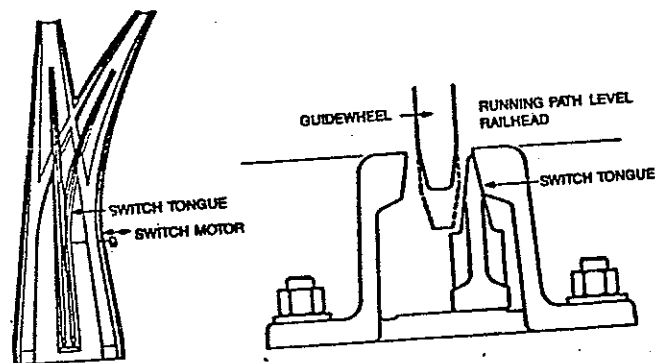 SWITCH TONGUE
SWITCH MOTOR
GUIDEWHEEL
RUNNING PATH LEVEL
RAILHEAD
SWITCH TONGUE